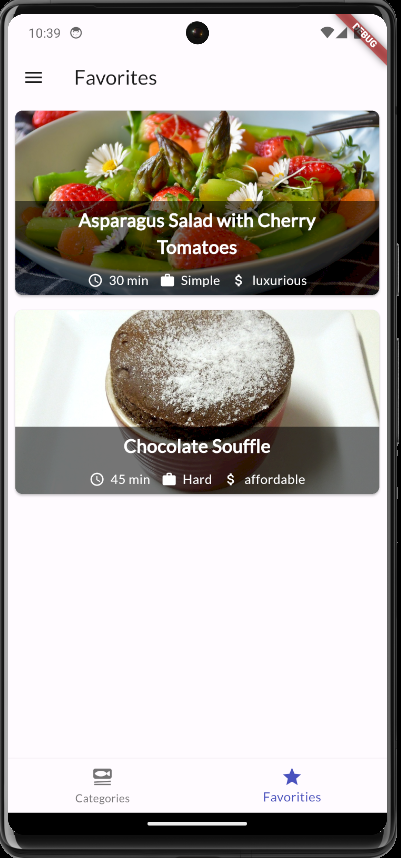 10:39
DEBUG
Favorites
Asparagus Salad with Cherry
Tomatoes
30 min Simple $ luxurious
Chocolate Souffle
45 min Hard $ affordable
Categories Favorities